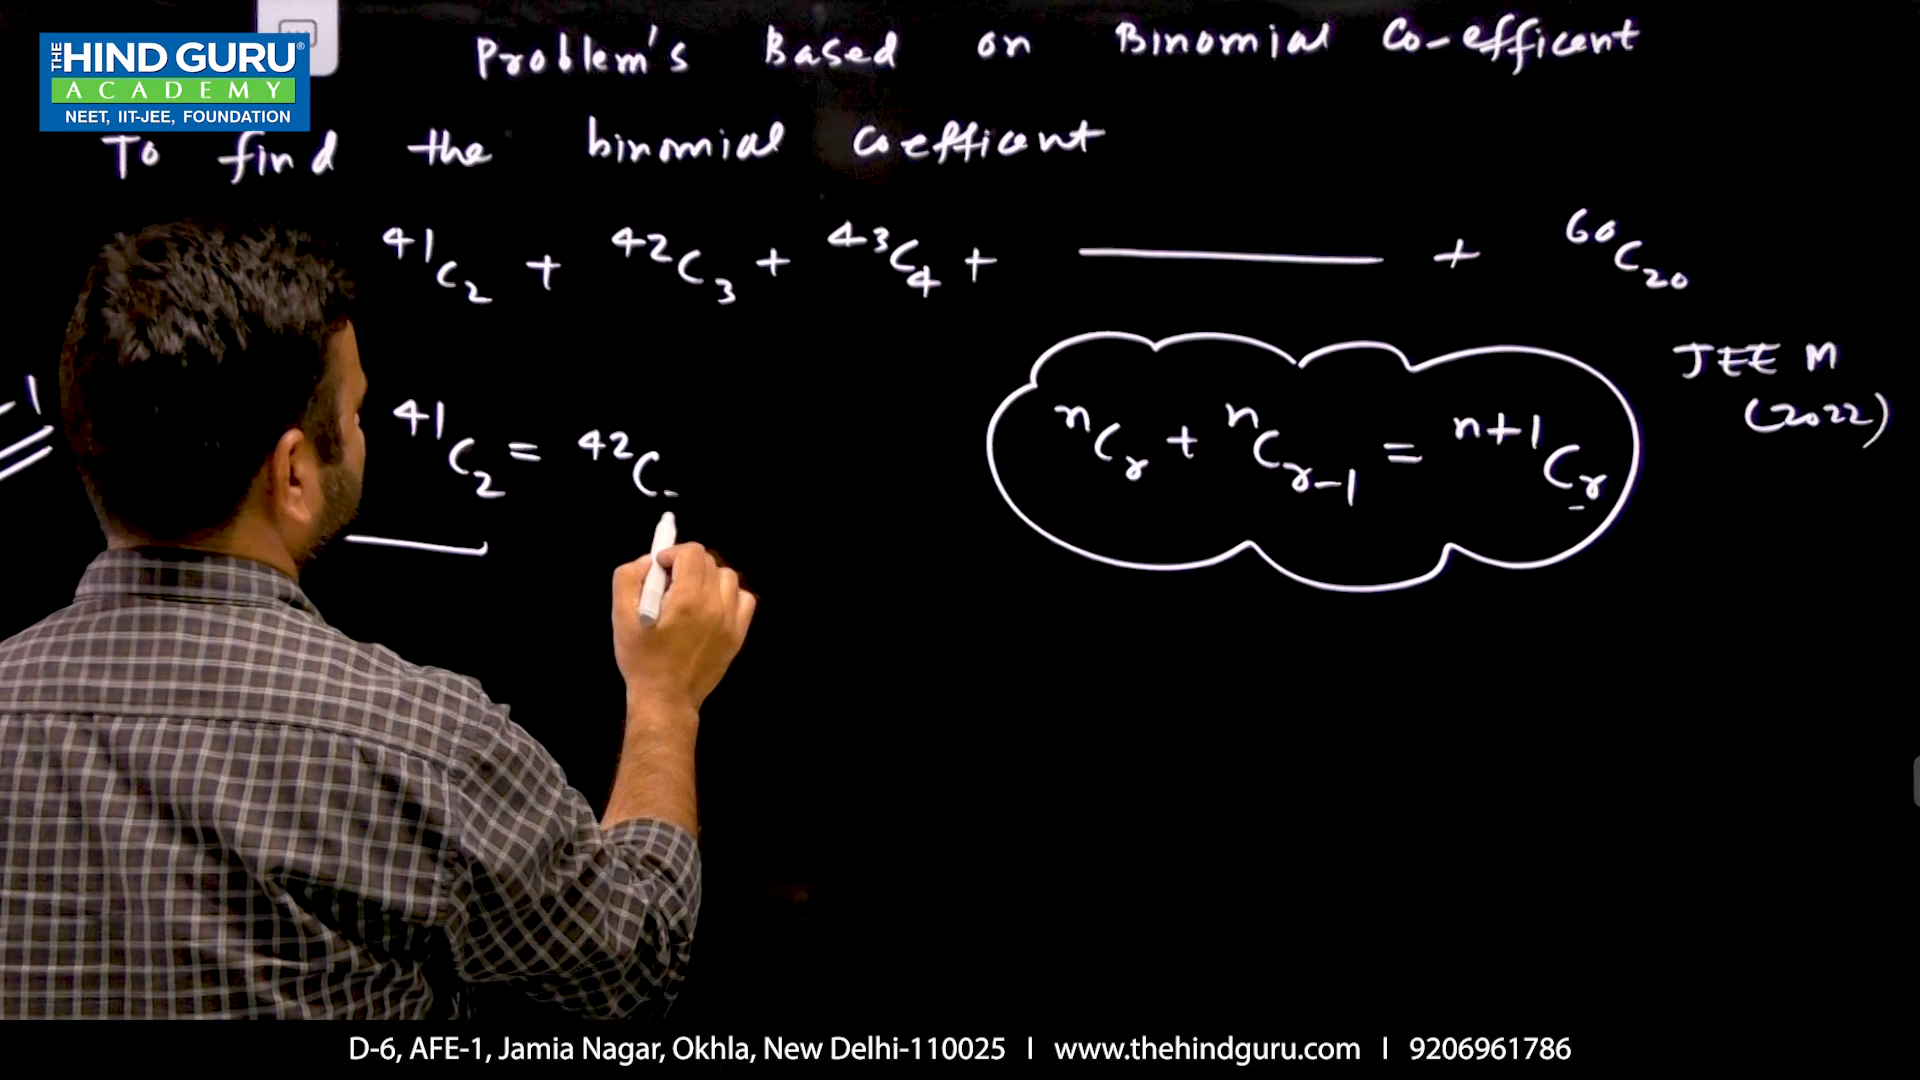 THE HIND GURU®
ACADEMY
NEET, IIT-JEE, FOUNDATION
Problem's Based on Binomial Co-efficent
To find the binomial coefficent
⁴¹C₂ + ⁴²C₃ + ⁴³C₄ + ——— + ⁶⁰C₂₀
JEE M
(2022)
⁴¹C₂ = ⁴²C
ⁿCᵣ + ⁿCᵣ₋₁ = ⁿ⁺¹Cᵣ
D-6, AFE-1, Jamia Nagar, Okhla, New Delhi-110025 | www.thehindguru.com | 9206961786